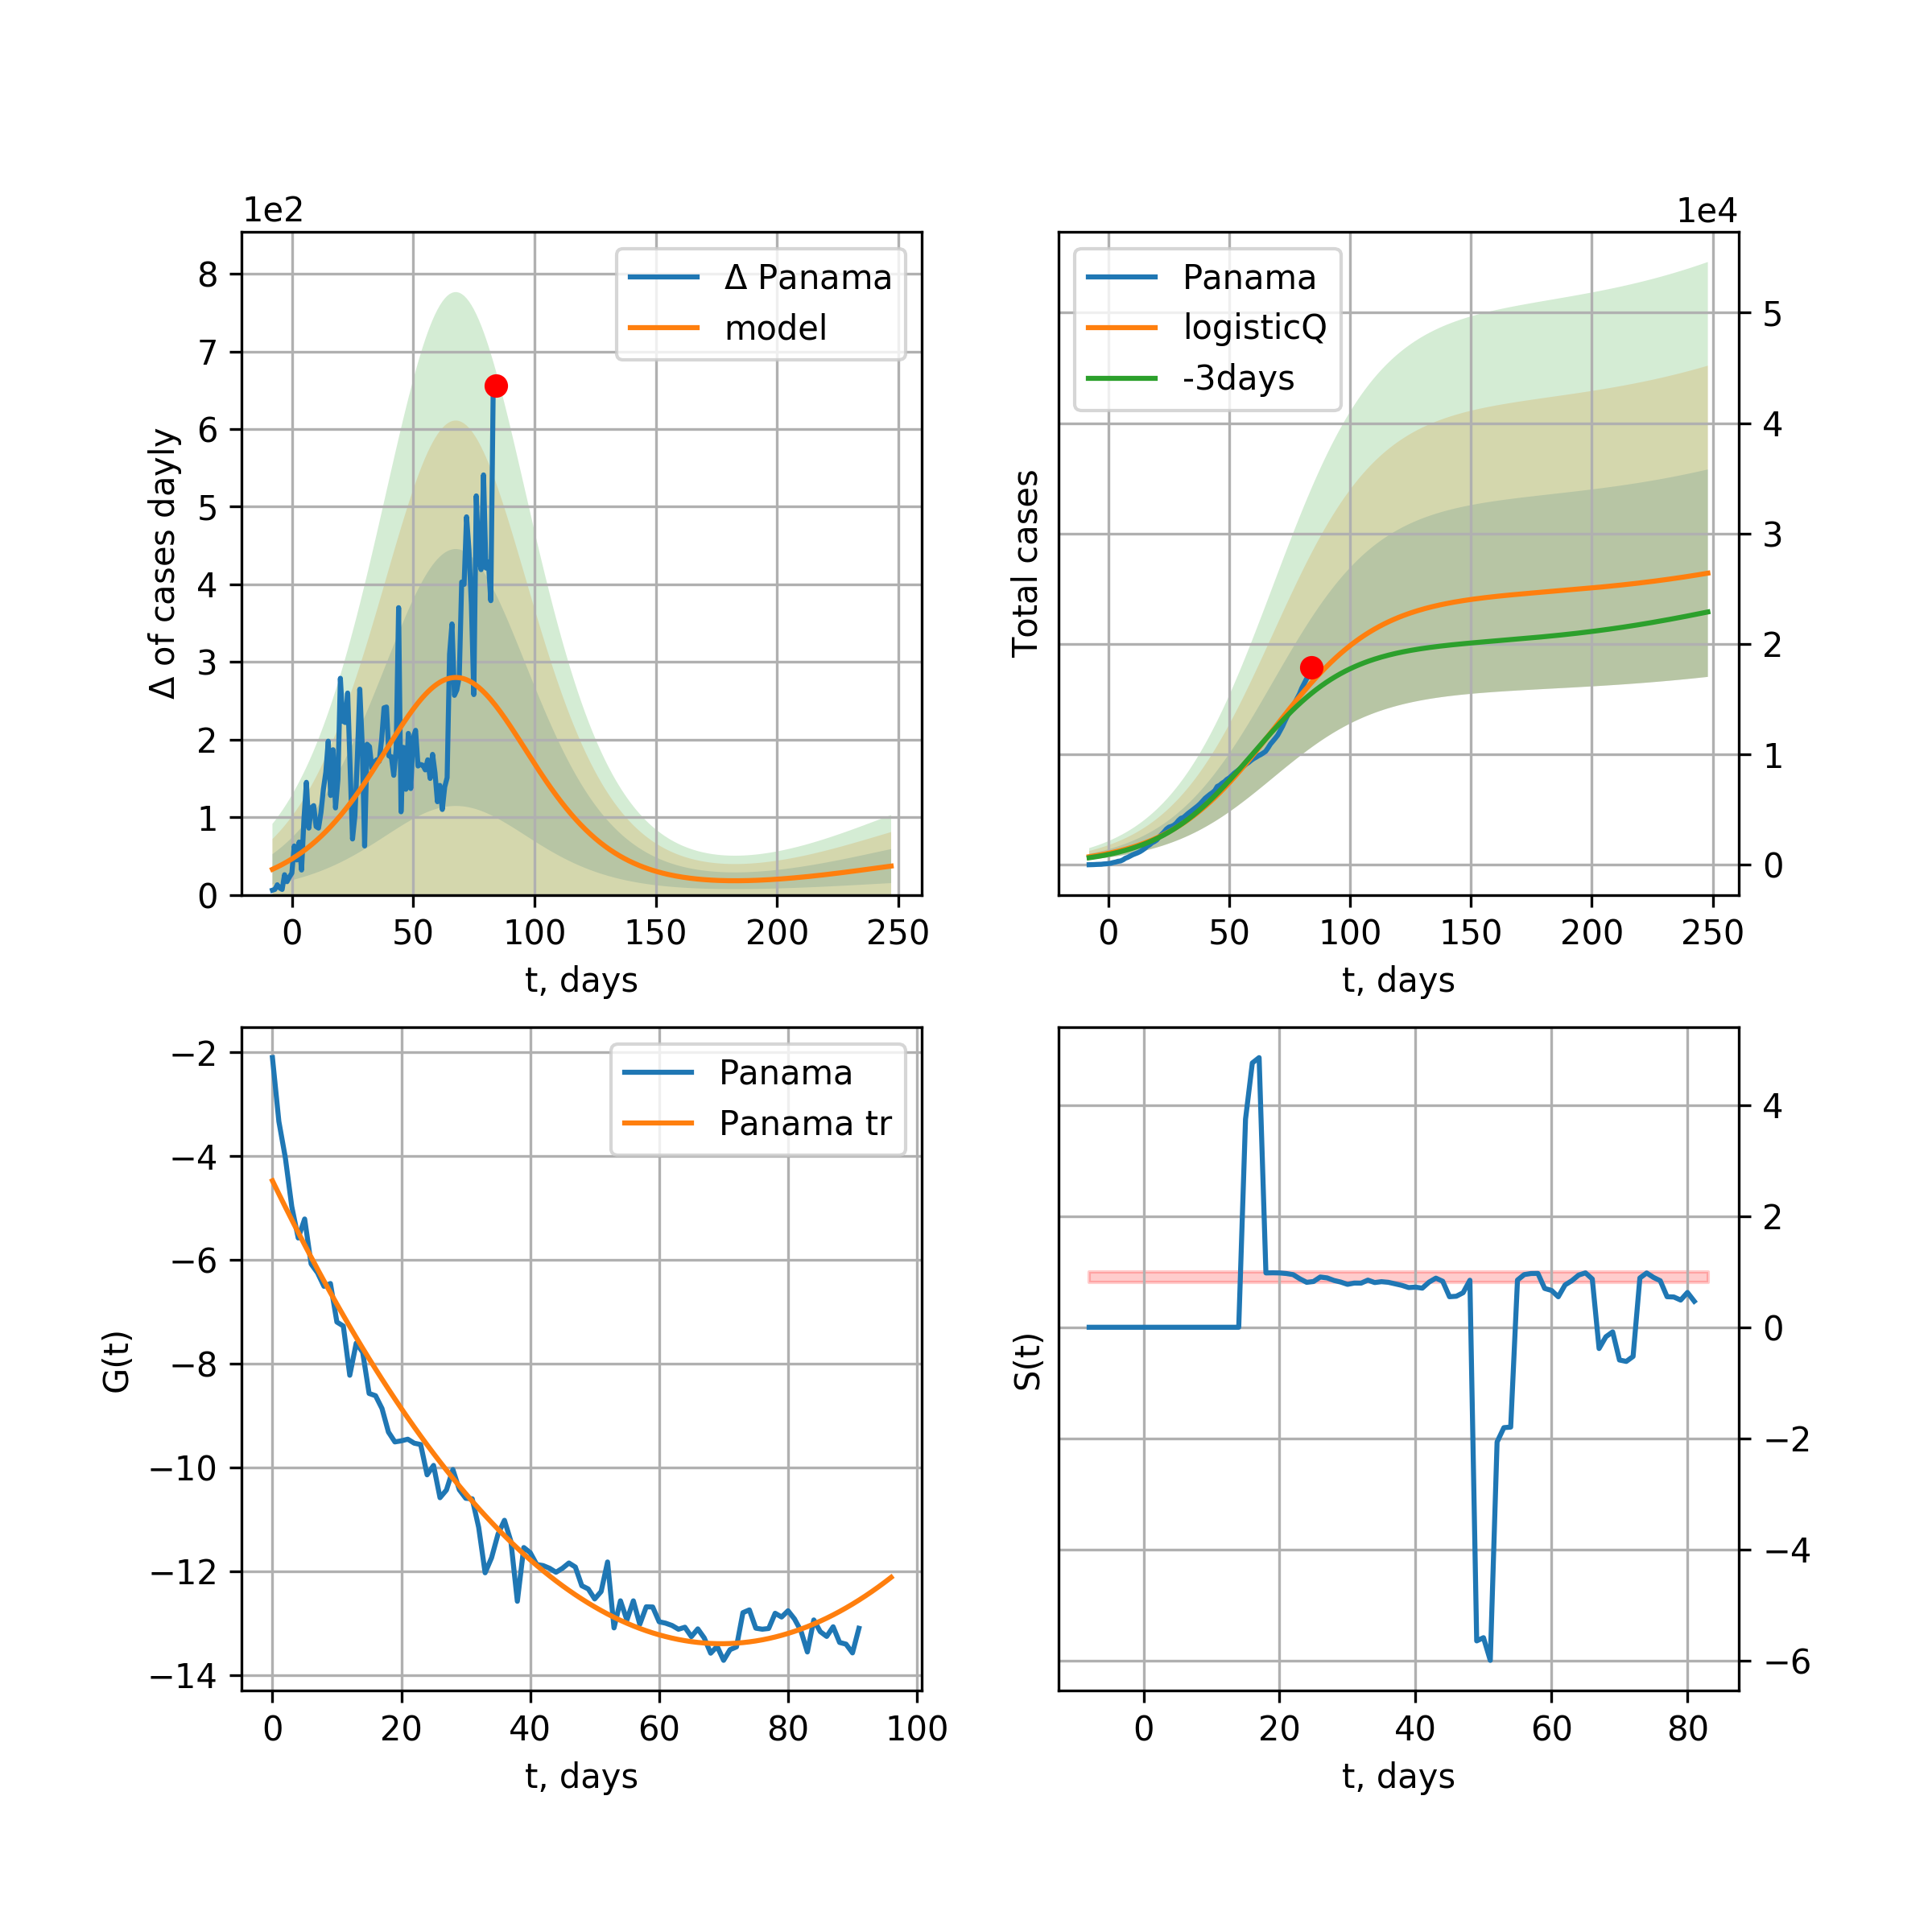 1e2
8
7
6
5
4
3
2
1
0
Δ of cases dayly
Δ Panama
model
0 50 100 150 200 250
t, days
1e4
Panama
logisticQ
-3days
Total cases
5
4
3
2
1
0
0 50 100 150 200 250
t, days
−2
−4
−6
−8
−10
−12
−14
G(t)
Panama
Panama tr
0 20 40 60 80 100
t, days
S(t)
4
2
0
−2
−4
−6
0 20 40 60 80
t, days